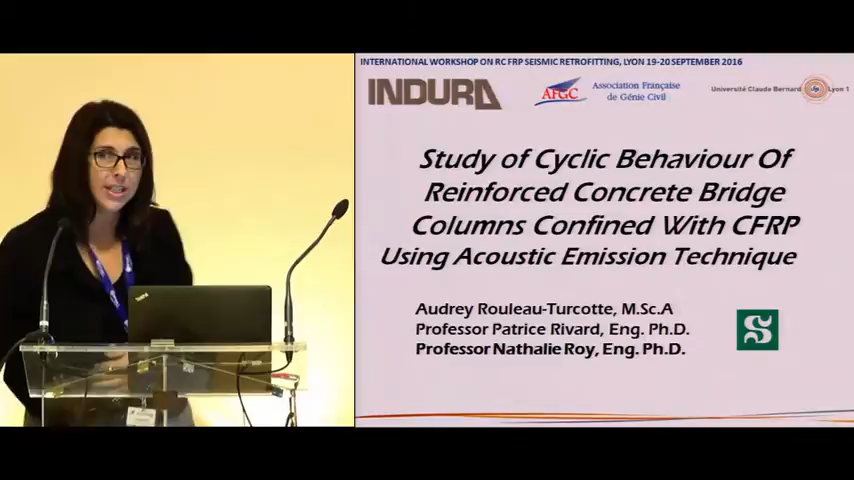 INTERNATIONAL WORKSHOP ON RC FRP SEISMIC RETROFITTING, LYON 19-20 SEPTEMBER 2016
INDURA
AFGC
Association Française
de Génie Civil
Université Claude Bernard Lyon 1
Study of Cyclic Behaviour Of
Reinforced Concrete Bridge
Columns Confined With CFRP
Using Acoustic Emission Technique
Audrey Rouleau-Turcotte, M.Sc.A
Professor Patrice Rivard, Eng. Ph.D.
Professor Nathalie Roy, Eng. Ph.D.